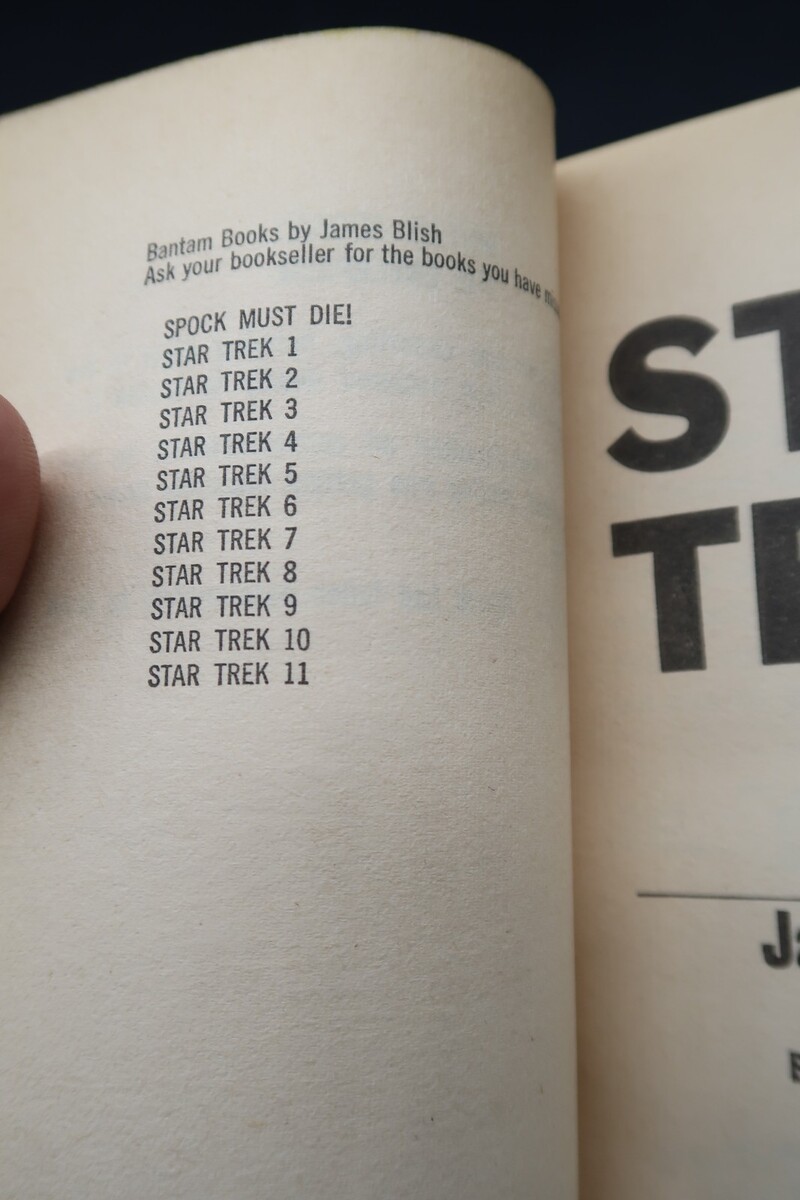 Bantam Books by James Blish
Ask your bookseller for the books you have
SPOCK MUST DIE!
STAR TREK 1
STAR TREK 2
STAR TREK 3
STAR TREK 4
STAR TREK 5
STAR TREK 6
STAR TREK 7
STAR TREK 8
STAR TREK 9
STAR TREK 10
STAR TREK 11